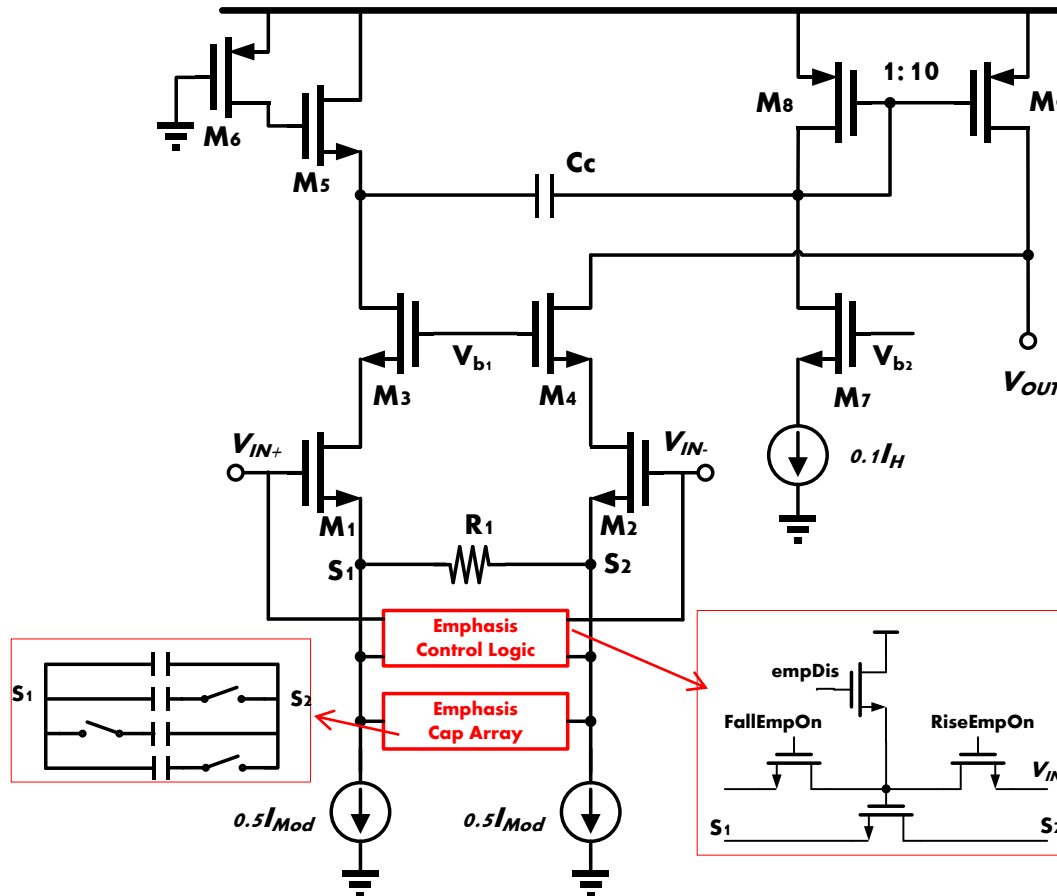 1:10
M8
M6
M5
Cc
Vb1
Vb2
M3
M4
M7
VOUT
VIN+
VIN-
0.1IH
M1
R1
M2
S1
S2
Emphasis
Control Logic
Emphasis
Cap Array
S1
S2
empDis
FallEmpOn
RiseEmpOn
VIN
S1
0.5IMod
0.5IMod